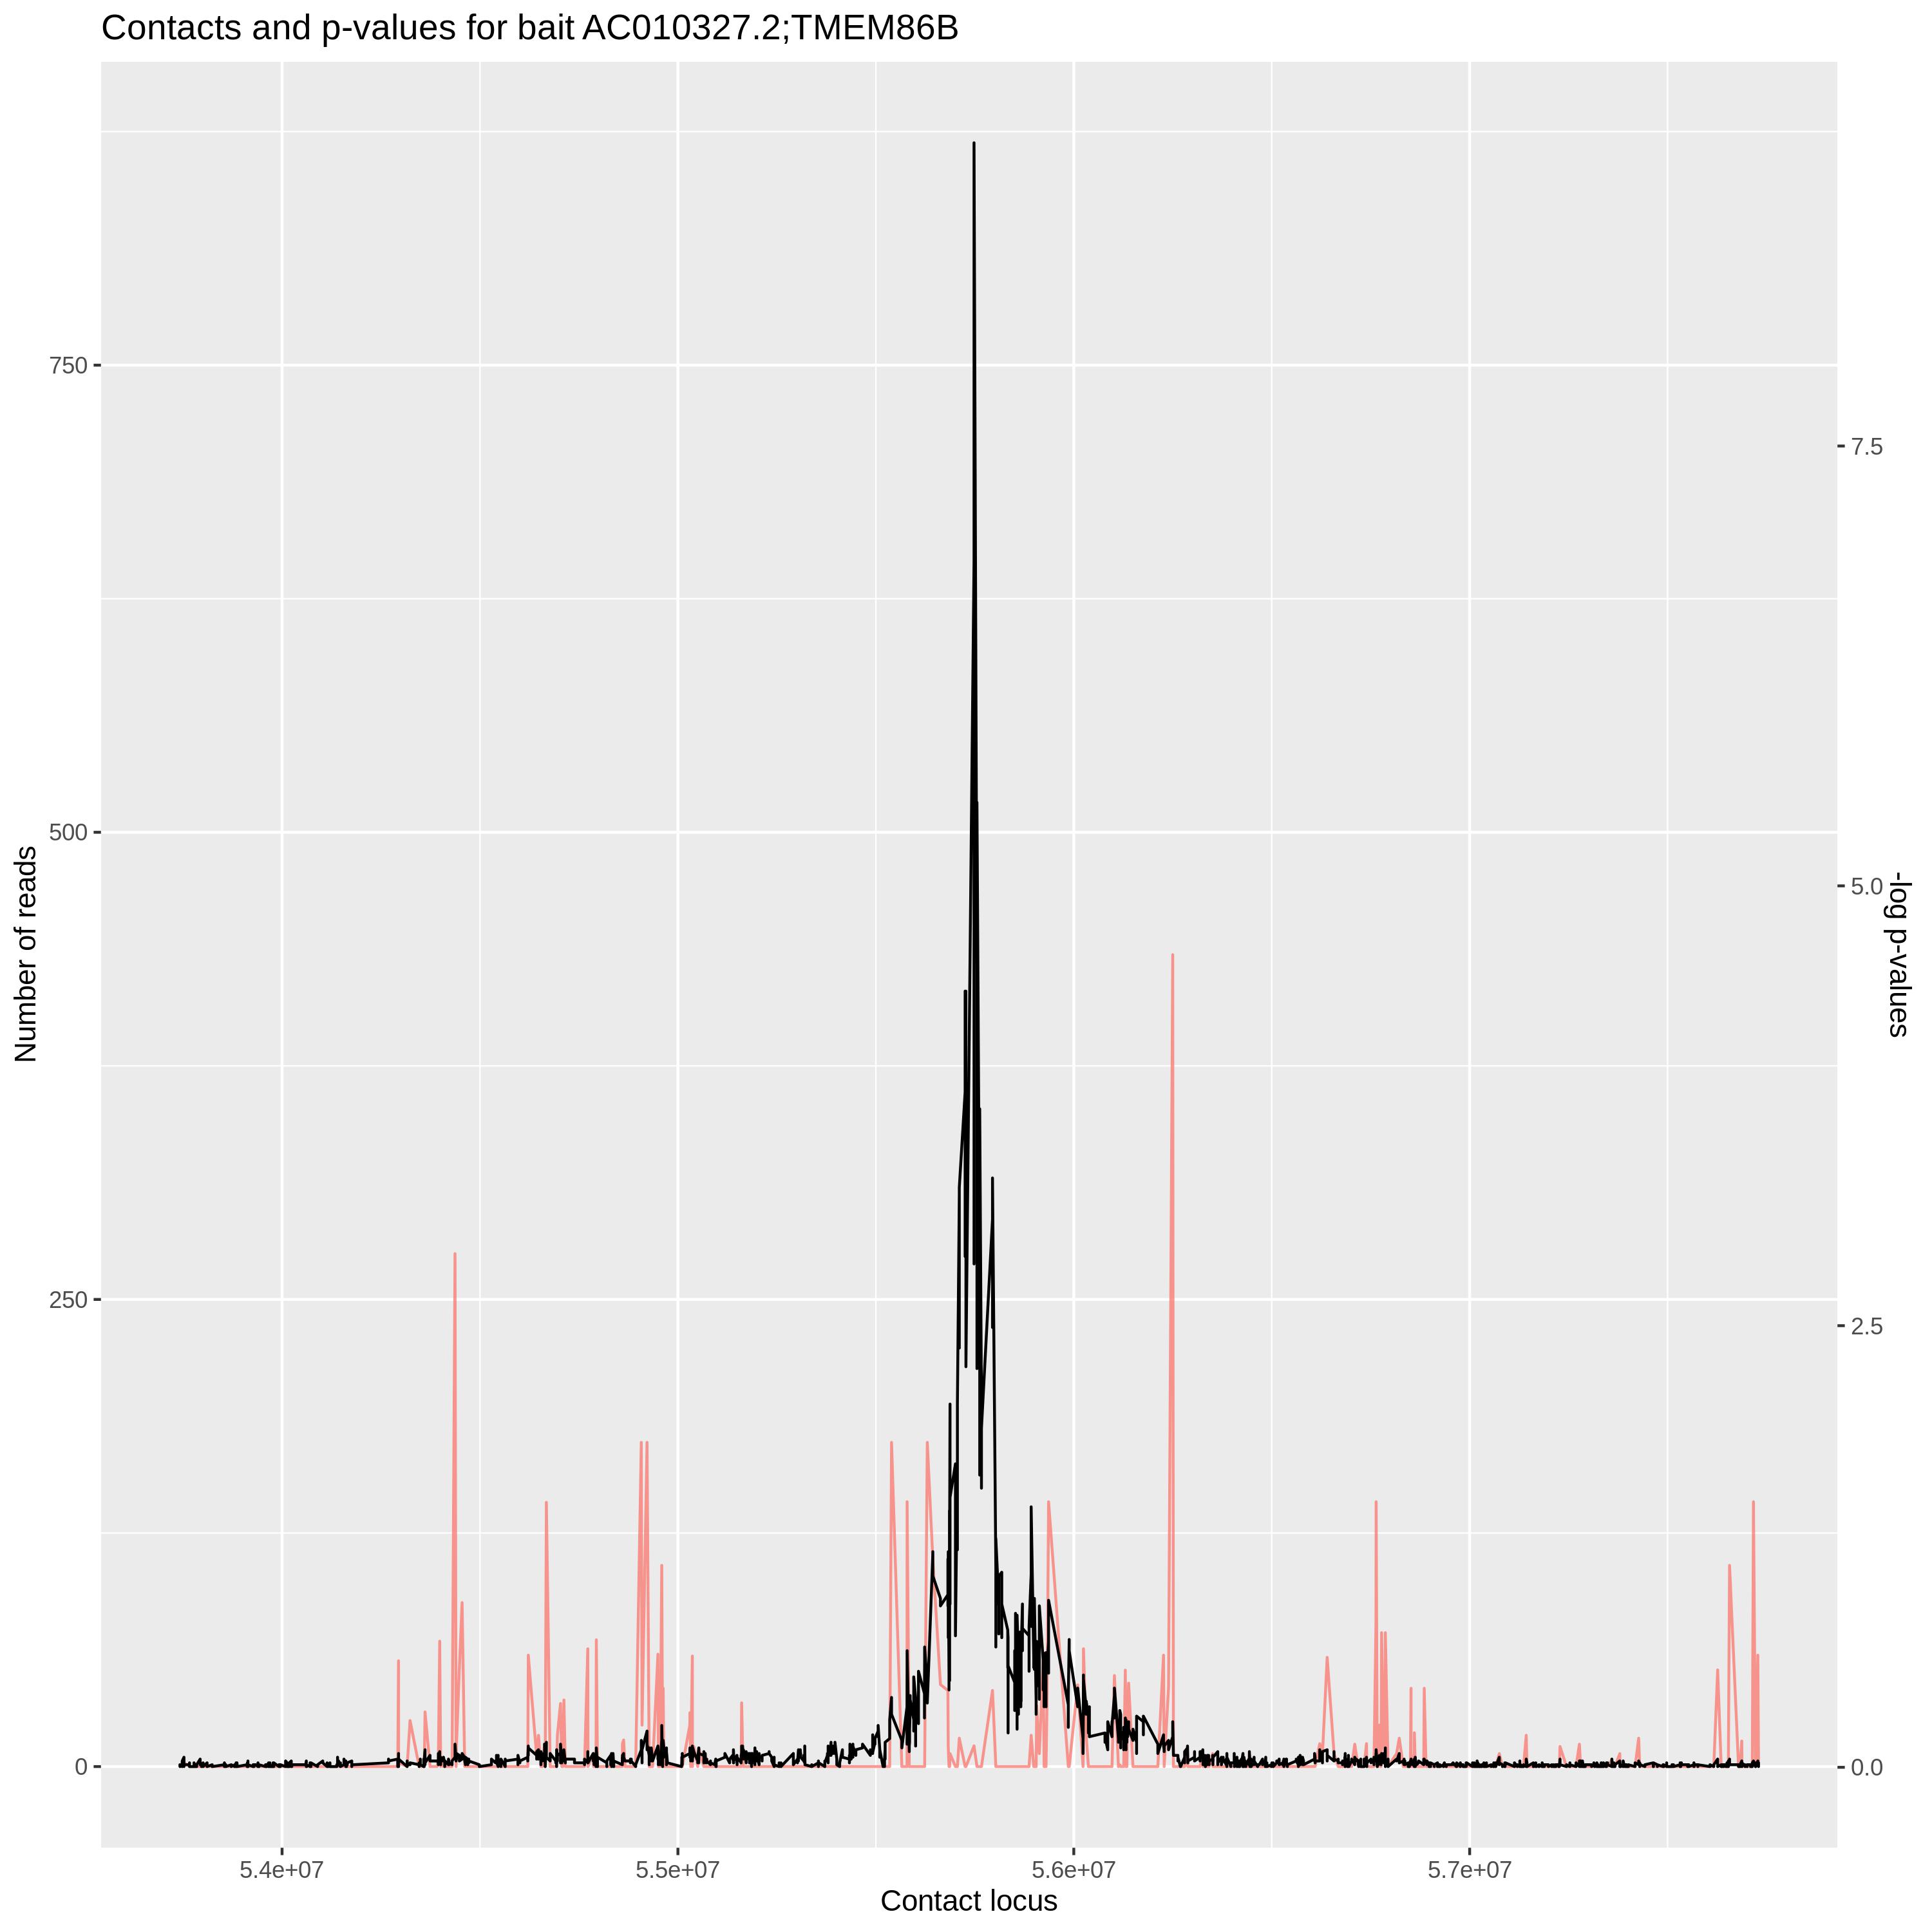 Contacts and p-values for bait AC010327.2;TMEM86B
Number of reads
750
500
250
0
7.5
5.0
2.5
0.0
-log p-values
5.4e+07
5.5e+07
5.6e+07
5.7e+07
Contact locus